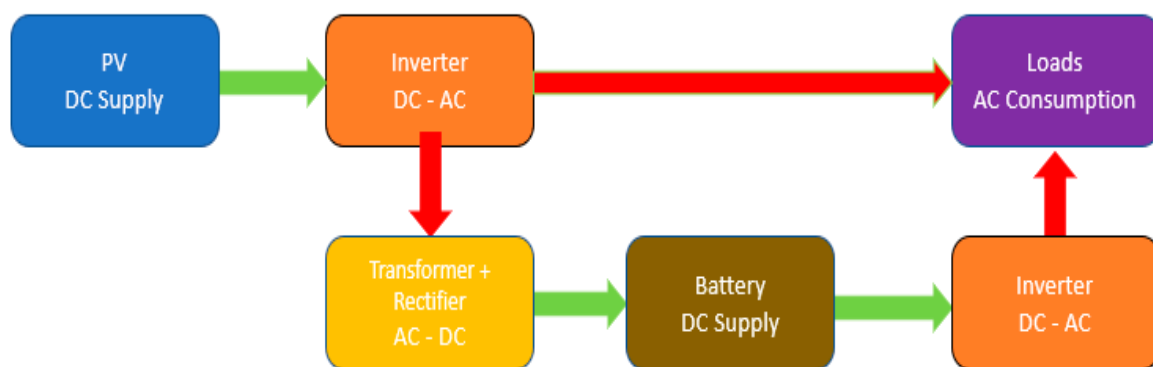 PV
DC Supply
Inverter
DC - AC
Loads
AC Consumption
Transformer +
Rectifier
AC - DC
Battery
DC Supply
Inverter
DC - AC